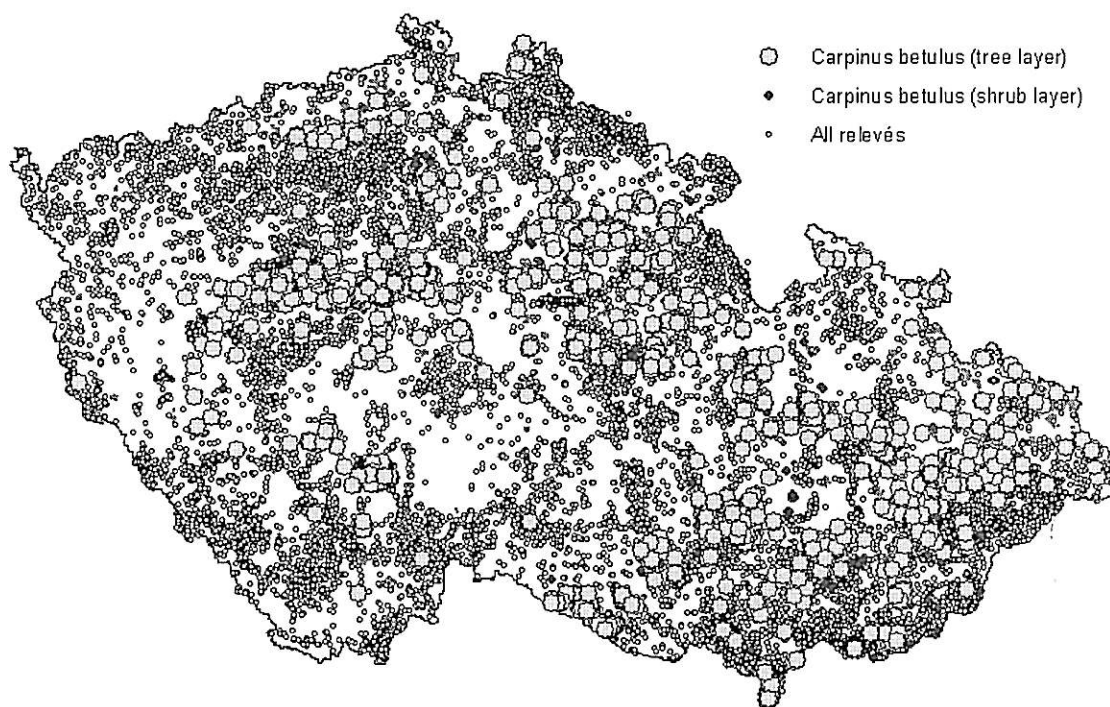 Carpinus betulus (tree layer)
Carpinus betulus (shrub layer)
All relevés